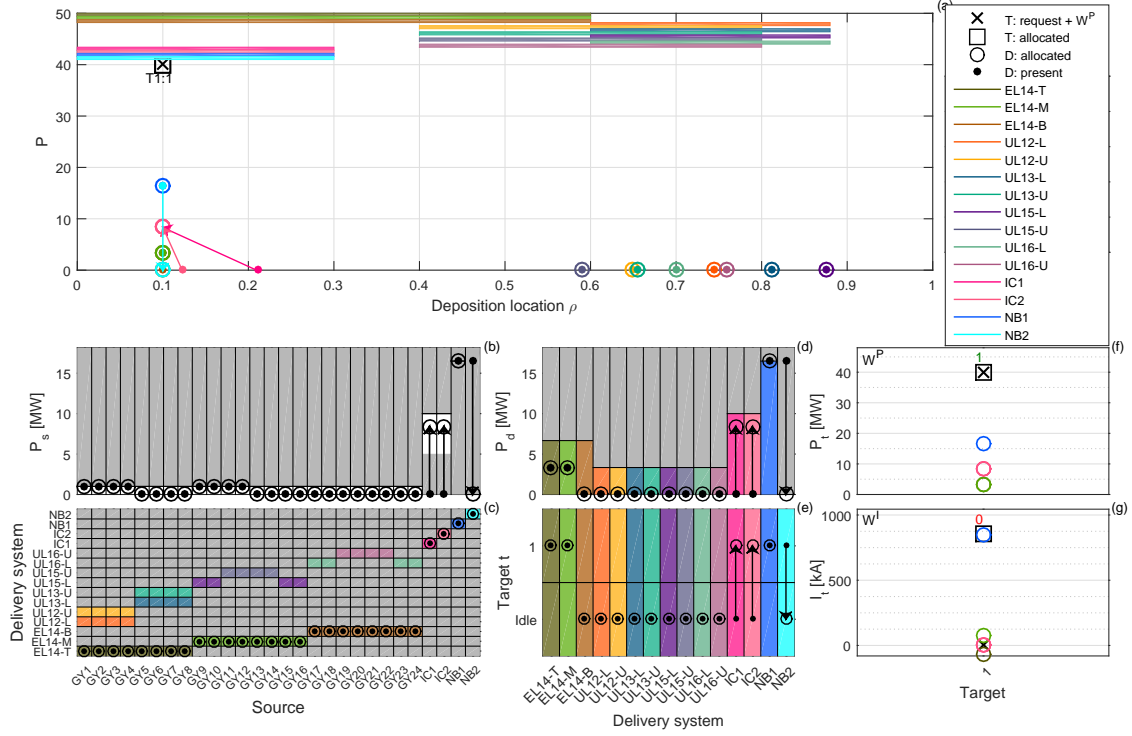 (a)
50
40
30
20
10
0
P
T1:1
0
0.1
0.2
0.3
0.4
0.5
0.6
0.7
0.8
0.9
1
Deposition location ρ
T: request + W^P
T: allocated
D: allocated
D: present
EL14-T
EL14-M
EL14-B
UL12-L
UL12-U
UL13-L
UL13-U
UL15-L
UL15-U
UL16-L
UL16-U
IC1
IC2
NB1
NB2
(b)
15
10
5
0
P_s [MW]
(c)
NB2
NB1
IC2
IC1
UL16-U
UL16-L
UL15-U
UL15-L
UL13-U
UL13-L
UL12-U
UL12-L
EL14-B
EL14-M
EL14-T
Delivery system
GY1
GY2
GY3
GY4
GY5
GY6
GY7
GY8
GY9
GY10
GY11
GY12
GY13
GY14
GY15
GY16
GY17
GY18
GY19
GY20
GY21
GY22
GY23
GY24
IC1
IC2
NB1
NB2
Source
(d)
15
10
5
0
P_d [MW]
(e)
1
Idle
Target t
EL14-T
EL14-M
EL14-B
UL12-L
UL12-U
UL13-L
UL13-U
UL15-L
UL15-U
UL16-L
UL16-U
IC1
IC2
NB1
NB2
Delivery system
(f)
W^P
1
40
30
20
10
0
P_t [MW]
(g)
W^I
0
1000
500
0
I_t [kA]
1
Target